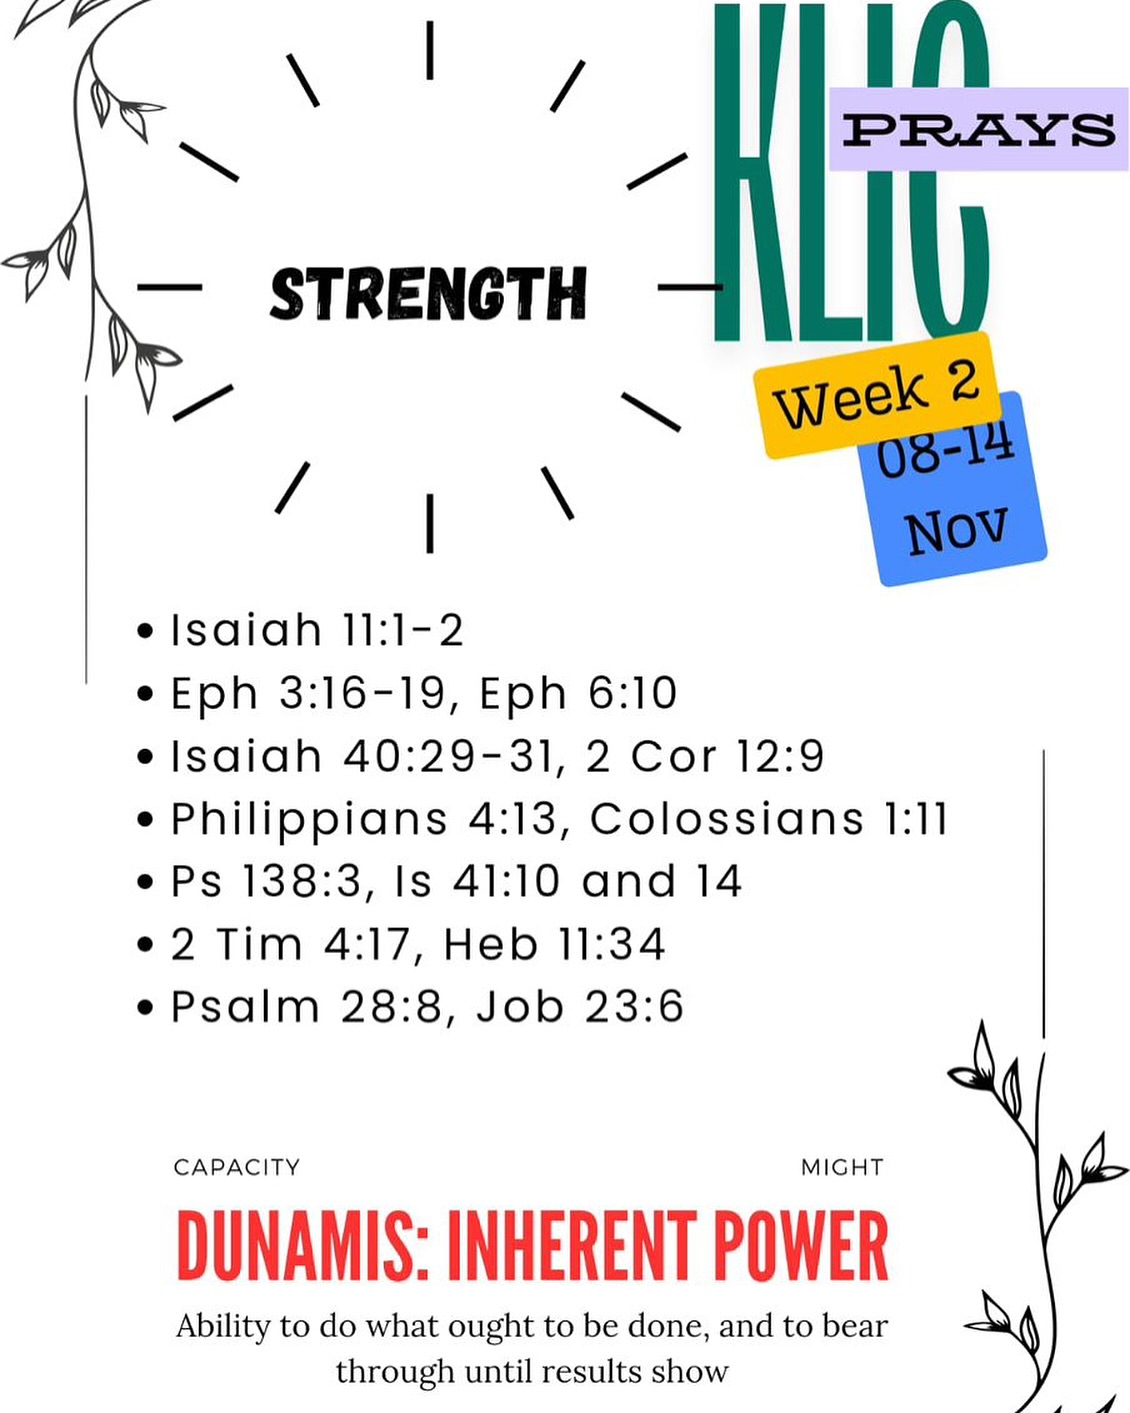 KLIC
PRAYS
STRENGTH
Week 2
08-14
Nov
• Isaiah 11:1-2
• Eph 3:16-19, Eph 6:10
• Isaiah 40:29-31, 2 Cor 12:9
• Philippians 4:13, Colossians 1:11
• Ps 138:3, Is 41:10 and 14
• 2 Tim 4:17, Heb 11:34
• Psalm 28:8, Job 23:6
CAPACITY MIGHT
DUNAMIS: INHERENT POWER
Ability to do what ought to be done, and to bear
through until results show